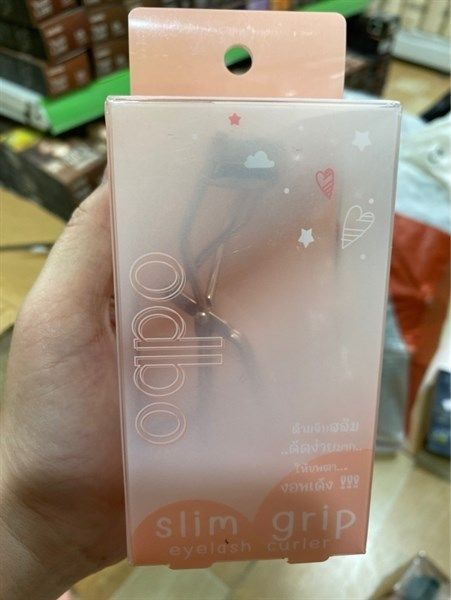 odbo
ด้ามจับสลิม
..ดัดง่ายมาก..
ให้ขนตา...
งอนเด้ง !!!
slim grip
eyelash curler